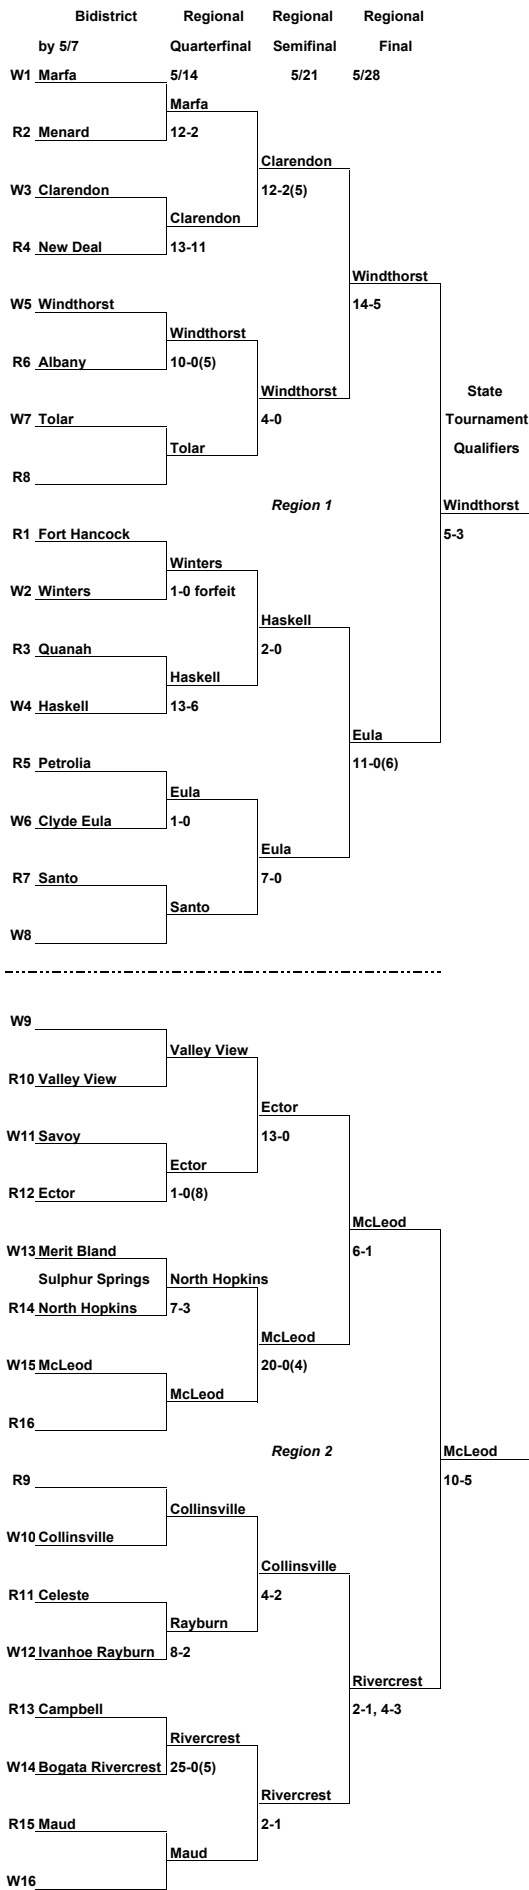 Bidistrict Regional Regional Regional
by 5/7 Quarterfinal Semifinal Final
W1 Marfa 5/14 5/21 5/28
Marfa
R2 Menard 12-2
Clarendon
W3 Clarendon 12-2(5)
Clarendon
R4 New Deal 13-11
Windthorst
W5 Windthorst 14-5
Windthorst
R6 Albany 10-0(5)
Windthorst State
W7 Tolar 4-0 Tournament
Tolar Qualifiers
R8
Region 1 Windthorst
R1 Fort Hancock 5-3
Winters
W2 Winters 1-0 forfeit
Haskell
R3 Quanah 2-0
Haskell
W4 Haskell 13-6
Eula
R5 Petrolia 11-0(6)
Eula
W6 Clyde Eula 1-0
Eula
R7 Santo 7-0
Santo
W8
W9
Valley View
R10 Valley View
Ector
W11 Savoy 13-0
Ector
R12 Ector 1-0(8)
McLeod
W13 Merit Bland 6-1
Sulphur Springs North Hopkins
R14 North Hopkins 7-3
McLeod
W15 McLeod 20-0(4)
McLeod
R16
Region 2 McLeod
R9 10-5
Collinsville
W10 Collinsville
Collinsville
R11 Celeste 4-2
Rayburn
W12 Ivanhoe Rayburn 8-2
Rivercrest
R13 Campbell 2-1, 4-3
Rivercrest
W14 Bogata Rivercrest 25-0(5)
Rivercrest
R15 Maud 2-1
Maud
W16